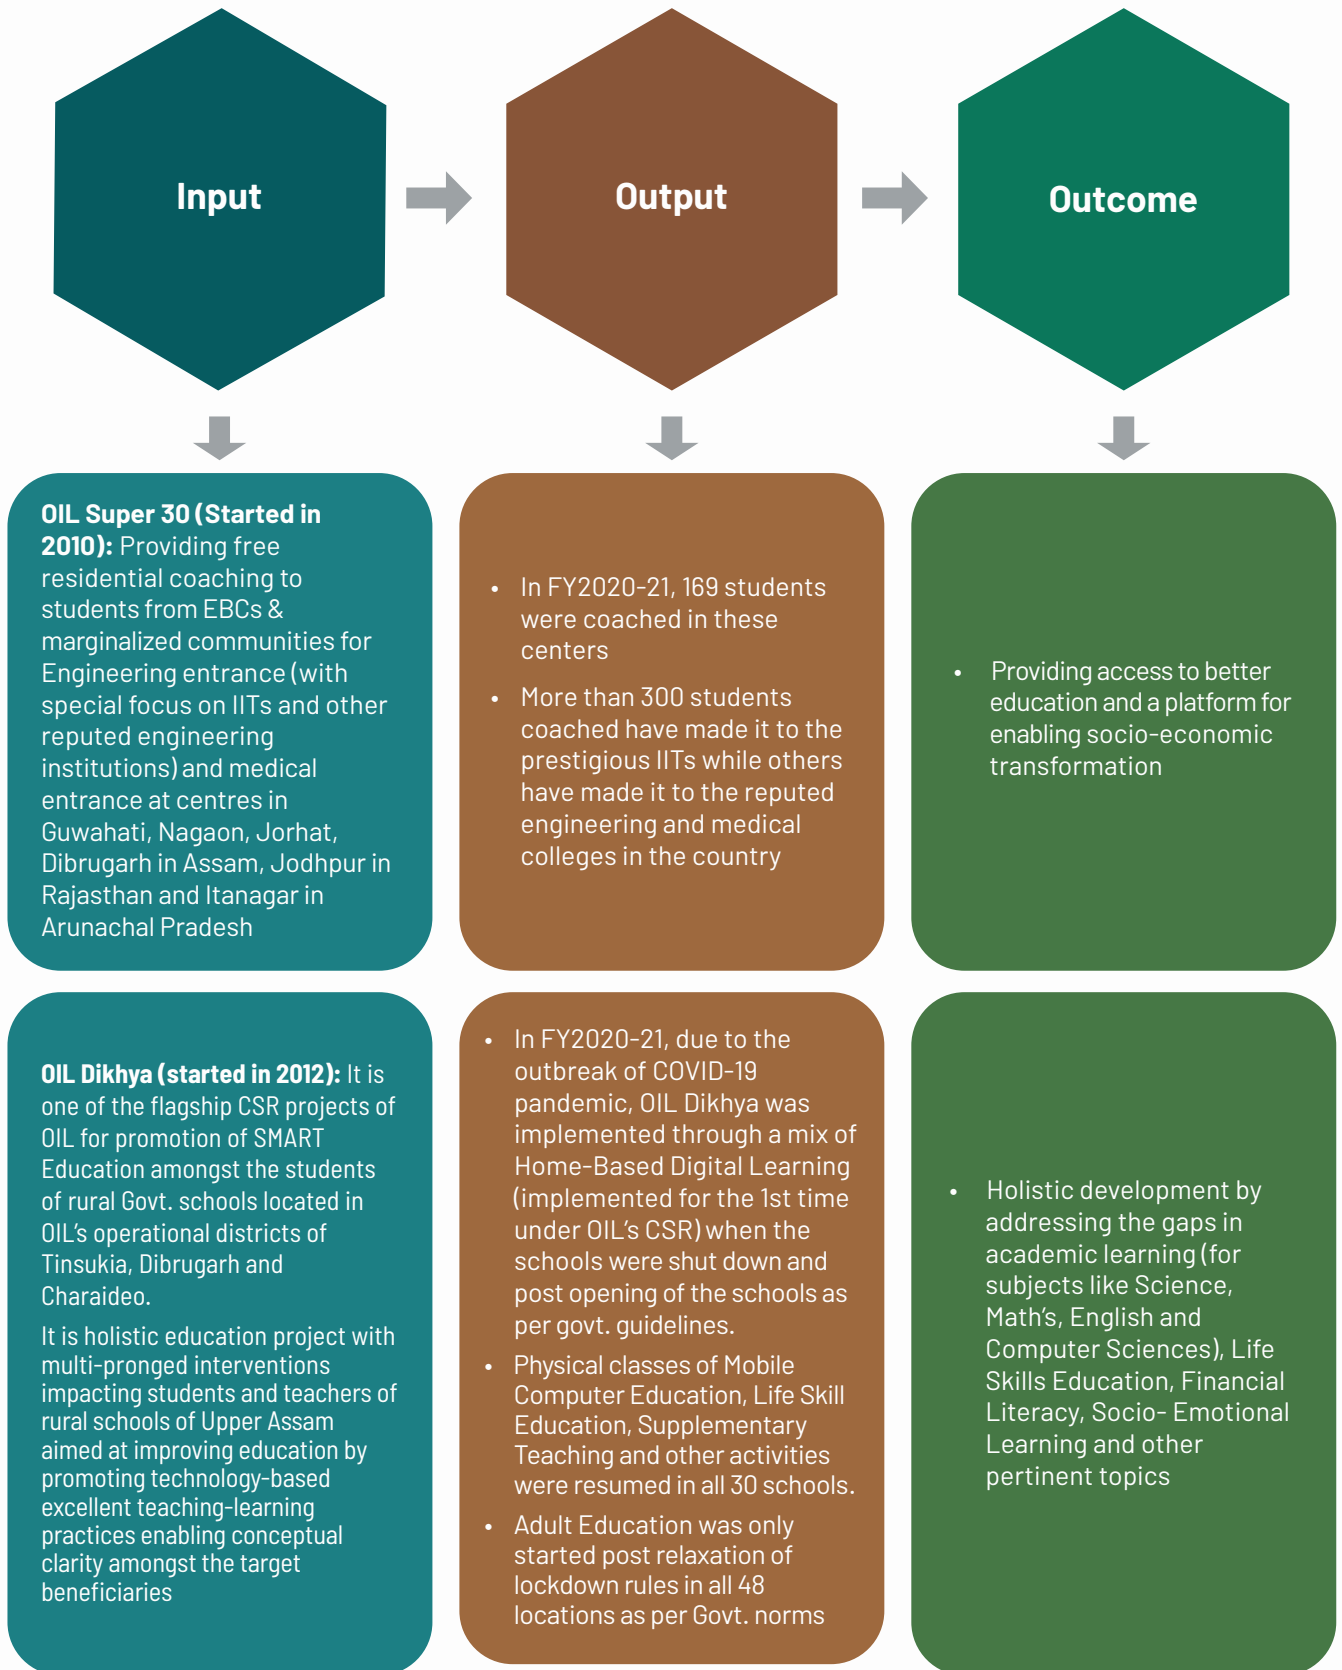 Input
Output
Outcome
OIL Super 30 (Started in
2010): Providing free
residential coaching to
students from EBCs &
marginalized communities for
Engineering entrance (with
special focus on IITs and other
reputed engineering
institutions) and medical
entrance at centres in
Guwahati, Nagaon, Jorhat,
Dibrugarh in Assam, Jodhpur in
Rajasthan and Itanagar in
Arunachal Pradesh
• In FY2020-21, 169 students
were coached in these
centers
• More than 300 students
coached have made it to the
prestigious IITs while others
have made it to the reputed
engineering and medical
colleges in the country
• Providing access to better
education and a platform for
enabling socio-economic
transformation
OIL Dikhya (started in 2012): It is
one of the flagship CSR projects of
OIL for promotion of SMART
Education amongst the students
of rural Govt. schools located in
OIL's operational districts of
Tinsukia, Dibrugarh and
Charaideo.
It is holistic education project with
multi-pronged interventions
impacting students and teachers of
rural schools of Upper Assam
aimed at improving education by
promoting technology-based
excellent teaching-learning
practices enabling conceptual
clarity amongst the target
beneficiaries
• In FY2020-21, due to the
outbreak of COVID-19
pandemic, OIL Dikhya was
implemented through a mix of
Home-Based Digital Learning
(implemented for the 1st time
under OIL's CSR) when the
schools were shut down and
post opening of the schools as
per govt. guidelines.
• Physical classes of Mobile
Computer Education, Life Skill
Education, Supplementary
Teaching and other activities
were resumed in all 30 schools.
• Adult Education was only
started post relaxation of
lockdown rules in all 48
locations as per Govt. norms
• Holistic development by
addressing the gaps in
academic learning (for
subjects like Science,
Math's, English and
Computer Sciences), Life
Skills Education, Financial
Literacy, Socio- Emotional
Learning and other
pertinent topics